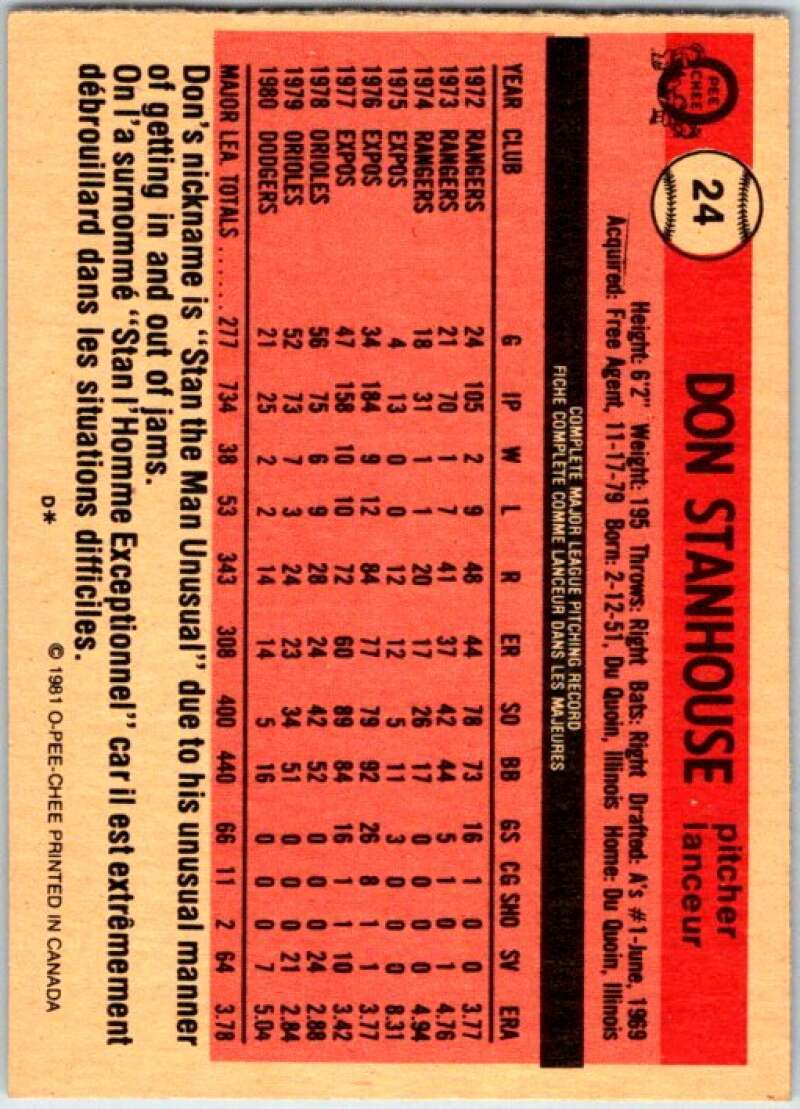 O
PEE
CHEE
24
DON STANHOUSE
pitcher
lanceur
Height: 6'2" Weight: 195 Throws: Right Bats: Right Drafted: A's #1-June, 1969
Acquired: Free Agent, 11-17-79 Born: 2-12-51, Du Quoin, Illinois Home: Du Quoin, Illinois
COMPLETE MAJOR LEAGUE PITCHING RECORD
FICHE COMPLETE COMME LANCEUR DANS LES MAJEURES
YEAR CLUB G IP W L R ER SO BB GS CG SHO SV ERA
1972 RANGERS 24 105 2 9 48 44 78 73 16 1 0 0 3.77
1973 RANGERS 21 70 1 7 41 37 42 44 5 1 0 1 4.76
1974 RANGERS 18 31 1 1 20 17 26 17 0 0 0 0 4.94
1975 EXPOS 4 13 0 0 12 12 5 11 3 0 0 0 8.31
1976 EXPOS 34 184 9 12 84 77 79 92 26 8 1 1 3.77
1977 EXPOS 47 158 10 10 72 60 89 84 16 1 1 10 3.42
1978 ORIOLES 56 75 6 9 28 24 42 52 0 0 0 24 2.88
1979 ORIOLES 52 73 7 3 24 23 34 51 0 0 0 21 2.84
1980 DODGERS 21 25 2 2 14 14 5 16 0 0 0 7 5.04
MAJOR LEA. TOTALS ...... 277 734 38 53 343 308 400 440 66 11 2 64 3.78
Don's nickname is "Stan the Man Unusual" due to his unusual manner
of getting in and out of jams.
On l'a surnommé "Stan l'Homme Exceptionnel" car il est extrêmement
débrouillard dans les situations difficiles.
D* © 1981 O-PEE-CHEE PRINTED IN CANADA